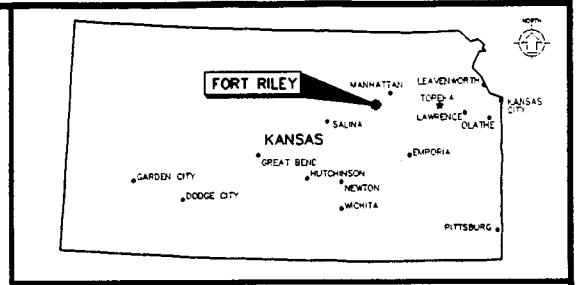 NORTH
FORT RILEY
MANHATTAN
LEAVENWORTH
TOPEKA
KANSAS
CITY
LAWRENCE
OLATHE
SALINA
KANSAS
GREAT BEND
EMPORIA
HUTCHINSON
NEWTON
GARDEN CITY
DODGE CITY
WICHITA
PITTSBURG